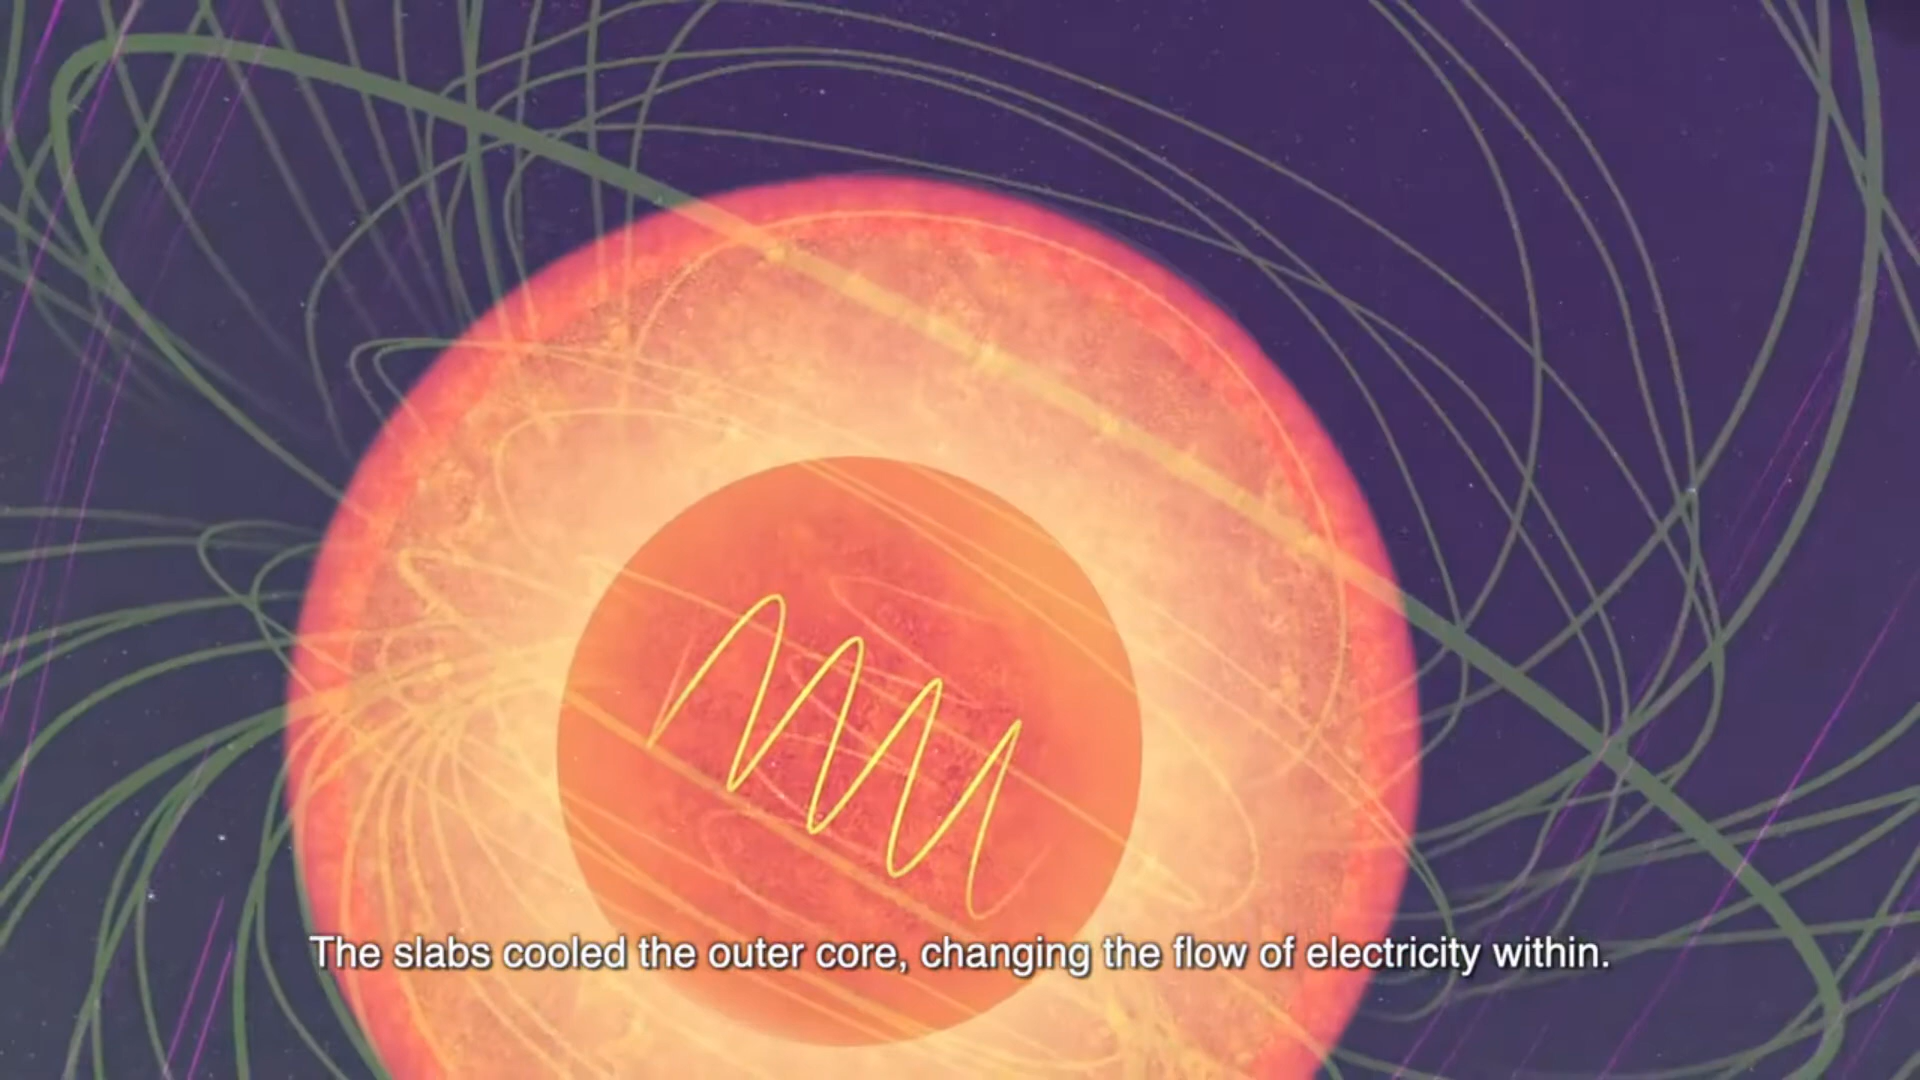 The slabs cooled the outer core, changing the flow of electricity within.